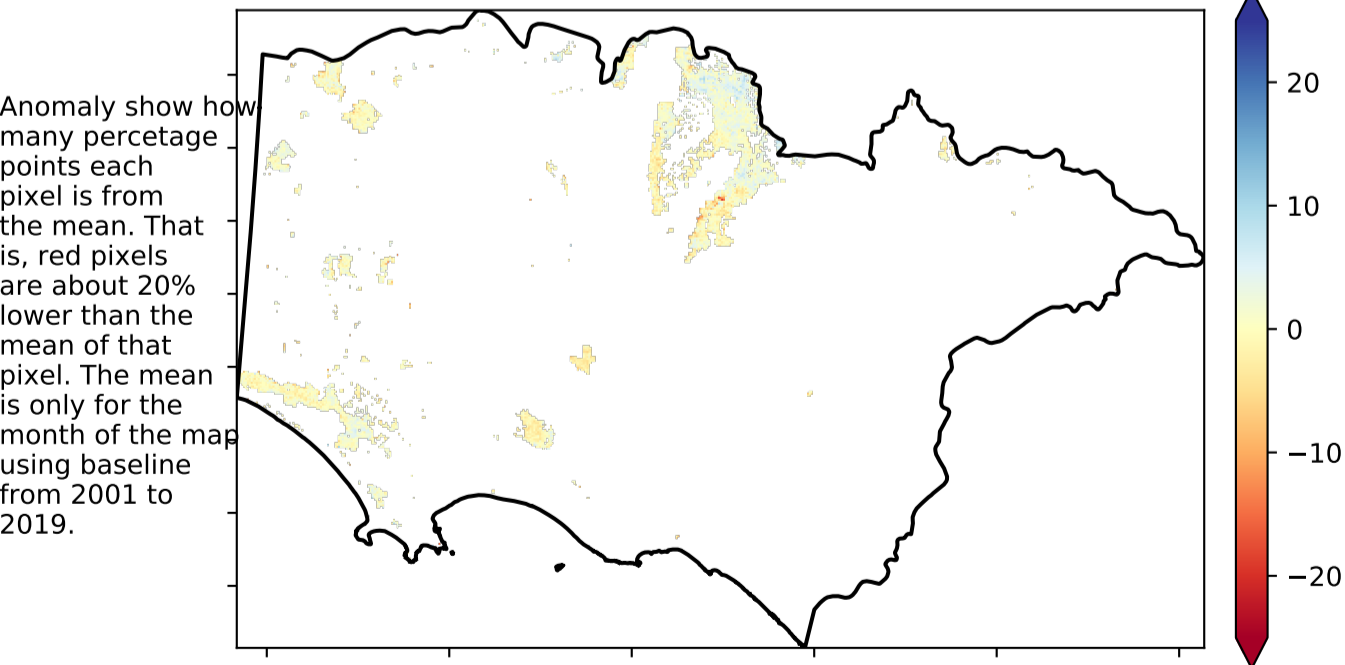 Anomaly show how
many percetage
points each
pixel is from
the mean. That
is, red pixels
are about 20%
lower than the
mean of that
pixel. The mean
is only for the
month of the map
using baseline
from 2001 to
2019.
20
10
0
−10
−20